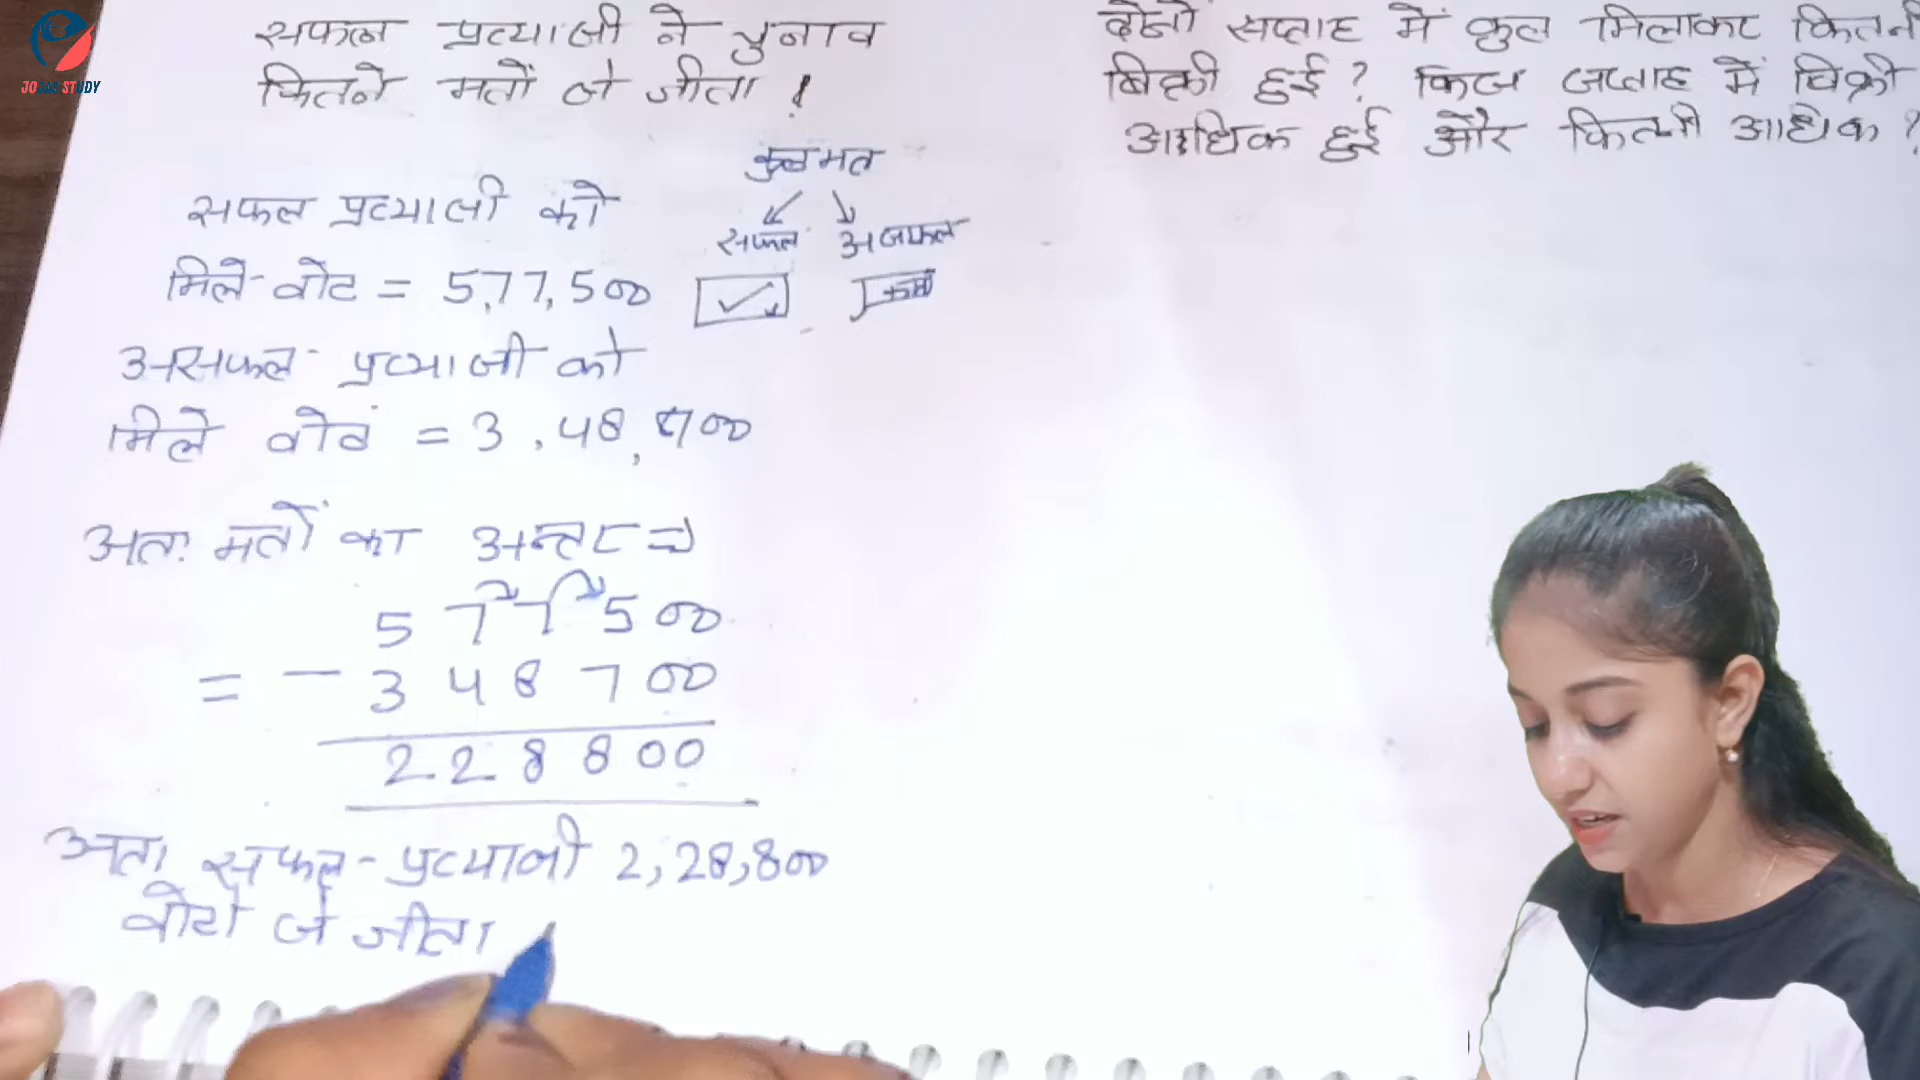 सफल प्रत्याशी ने चुनाव
कितने मतों से जीता ?
सफल प्रत्याशी को
मिले वोट = 5,77,500
असफल प्रत्याशी को
मिले वोट = 3,48,700
अतः मतों का अन्तर =
5 7 7 5 00
= - 3 4 8 7 00
2 2 8 8 00
अतः सफल प्रत्याशी 2,28,800
वोटो से जीता
कुल मत
सफल असफल
दोनों सप्ताह में कुल मिलाकर कितनी
बिक्री हुई ? किस सप्ताह में बिक्री
अधिक हुई और कितनी अधिक ?
STUDY